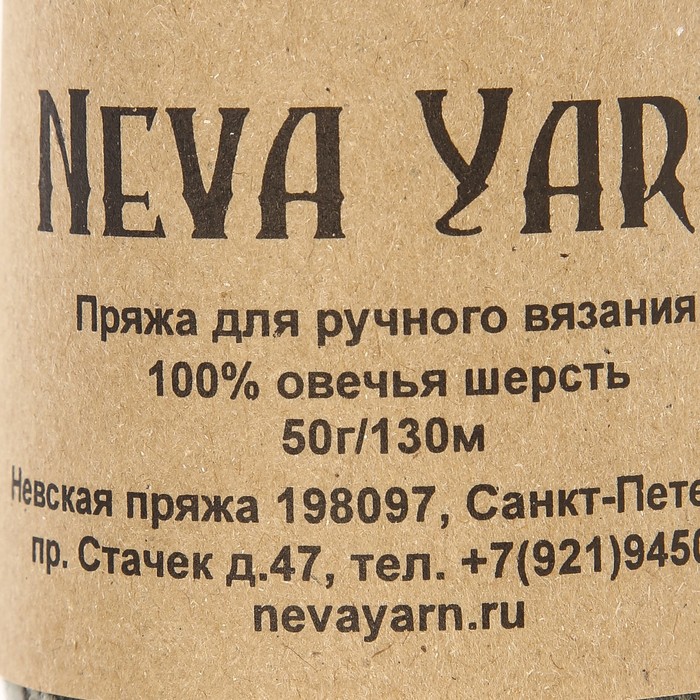 NEVA YAR
Пряжа для ручного вязания
100% овечья шерсть
50г/130м
Невская пряжа 198097, Санкт-Пете
пр. Стачек д.47, тел. +7(921)9450
nevayarn.ru